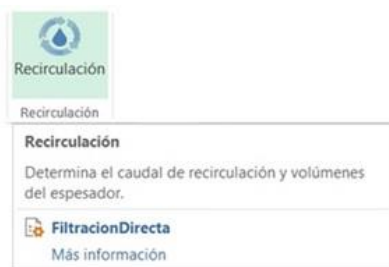 Recirculación
Recirculación
Recirculación
Determina el caudal de recirculación y volúmenes
del espesador.
FiltracionDirecta
Más información